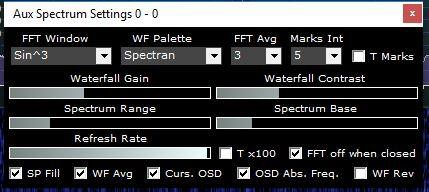 Aux Spectrum Settings 0 - 0 x
FFT Window WF Palette FFT Avg Marks Int
Sin^3 Spectran 3 5 T Marks
Waterfall Gain Waterfall Contrast
Spectrum Range Spectrum Base
Refresh Rate
T x100 FFT off when closed
SP Fill WF Avg Curs. OSD OSD Abs. Freq. WF Rev